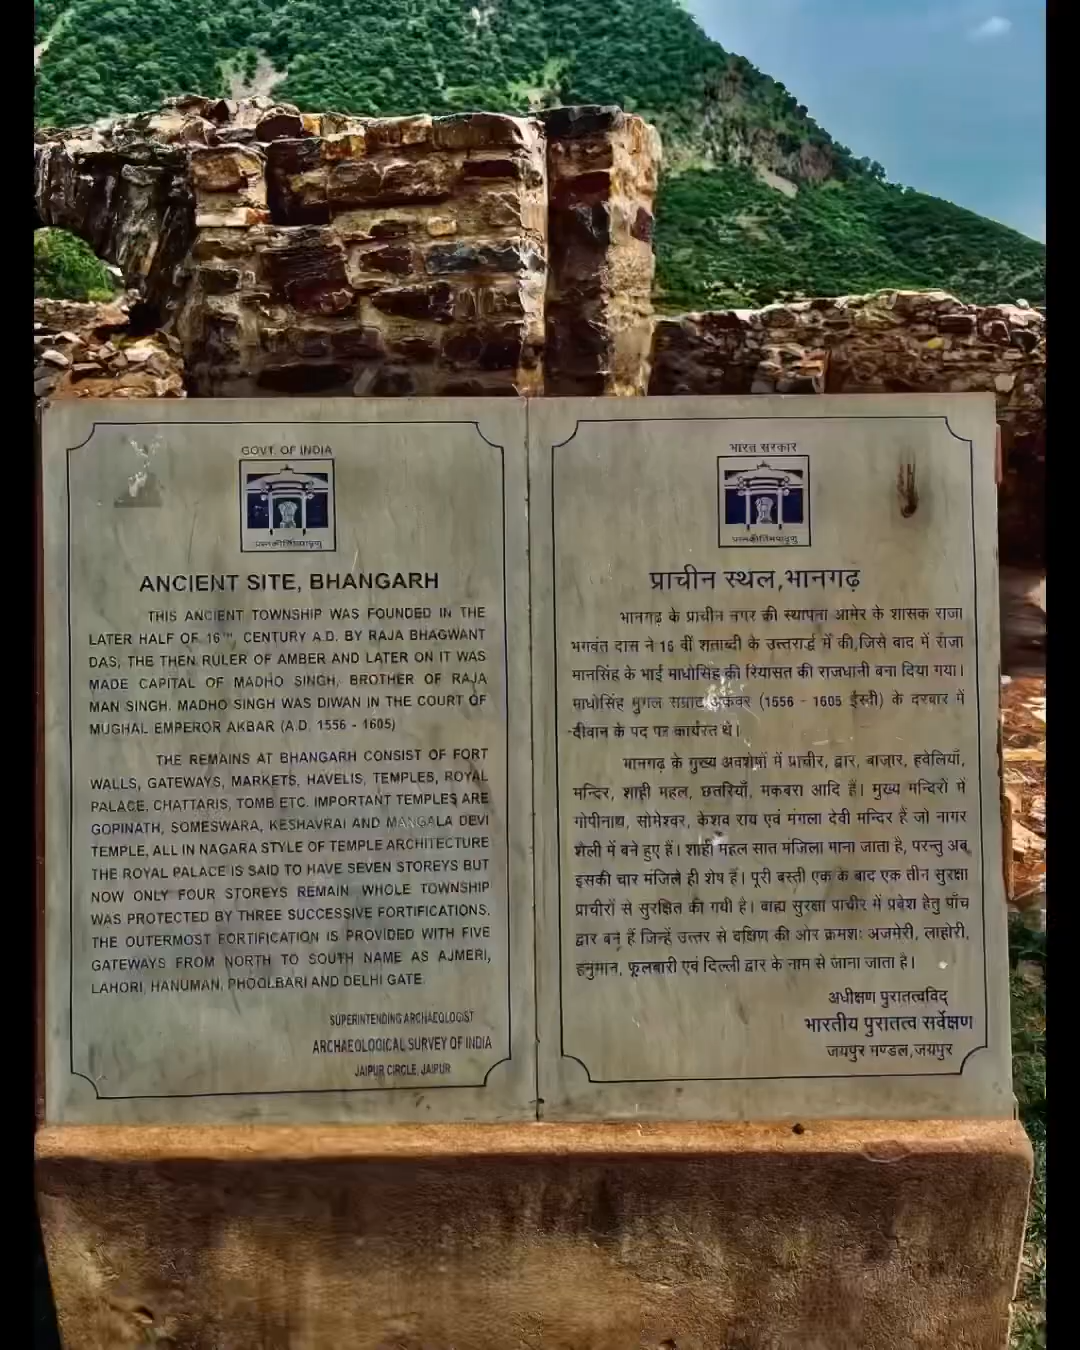 GOVT. OF INDIA
प्रत्नकीर्तिमपावृणु
ANCIENT SITE, BHANGARH
THIS ANCIENT TOWNSHIP WAS FOUNDED IN THE
LATER HALF OF 16TH, CENTURY A.D. BY RAJA BHAGWANT
DAS, THE THEN RULER OF AMBER AND LATER ON IT WAS
MADE CAPITAL OF MADHO SINGH, BROTHER OF RAJA
MAN SINGH. MADHO SINGH WAS DIWAN IN THE COURT OF
MUGHAL EMPEROR AKBAR (A.D. 1556 - 1605)
THE REMAINS AT BHANGARH CONSIST OF FORT
WALLS, GATEWAYS, MARKETS, HAVELIS, TEMPLES, ROYAL
PALACE, CHATTARIS, TOMB ETC. IMPORTANT TEMPLES ARE
GOPINATH, SOMESWARA, KESHAVRAI AND MANGALA DEVI
TEMPLE, ALL IN NAGARA STYLE OF TEMPLE ARCHITECTURE
THE ROYAL PALACE IS SAID TO HAVE SEVEN STOREYS BUT
NOW ONLY FOUR STOREYS REMAIN. WHOLE TOWNSHIP
WAS PROTECTED BY THREE SUCCESSIVE FORTIFICATIONS.
THE OUTERMOST FORTIFICATION IS PROVIDED WITH FIVE
GATEWAYS FROM NORTH TO SOUTH NAME AS AJMERI,
LAHORI, HANUMAN, PHOOLBARI AND DELHI GATE.
SUPERINTENDING ARCHAEOLOGIST
ARCHAEOLOGICAL SURVEY OF INDIA
JAIPUR CIRCLE, JAIPUR
भारत सरकार
प्रत्नकीर्तिमपावृणु
प्राचीन स्थल,भानगढ़
भानगढ़ के प्राचीन नगर की स्थापना आमेर के शासक राजा
भगवंत दास ने 16 वीं शताब्दी के उत्तरार्द्ध में की,जिसे बाद में राजा
मानसिंह के भाई माधोसिंह की रियासत की राजधानी बना दिया गया।
माधोसिंह मुगल सम्राट अकबर (1556 - 1605 ईस्वी) के दरबार में
दीवान के पद पर कार्यरत थे।
भानगढ़ के मुख्य अवशेषों में प्राचीर, द्वार, बाजार, हवेलियाँ,
मन्दिर, शाही महल, छतरियाँ, मकबरा आदि हैं। मुख्य मन्दिरों में
गोपीनाथ, सोमेश्वर, केशव राय एवं मंगला देवी मन्दिर हैं जो नागर
शैली में बने हुए हैं। शाही महल सात मंजिला माना जाता है, परन्तु अब
इसकी चार मंजिले ही शेष हैं। पूरी बस्ती एक के बाद एक तीन सुरक्षा
प्राचीरों से सुरक्षित की गयी है। बाह्य सुरक्षा प्राचीर में प्रवेश हेतु पाँच
द्वार बने हैं जिन्हें उत्तर से दक्षिण की ओर क्रमशः अजमेरी, लाहोरी,
हनुमान, फूलबारी एवं दिल्ली द्वार के नाम से जाना जाता है।
अधीक्षण पुरातत्वविद्
भारतीय पुरातत्व सर्वेक्षण
जयपुर मण्डल,जयपुर